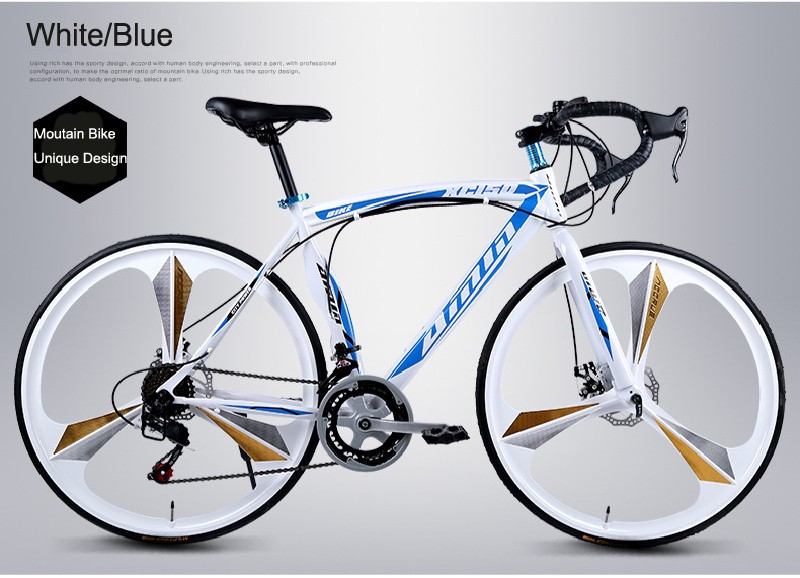 White/Blue
Using rich has the sporty design, accord with human body engineering, select a part, with professional
configuration, to make the optimal ratio of mountain bike Using rich has the sporty design,
accord with human body engineering, select a part.
Moutain Bike
Unique Design
BIKE
XC150